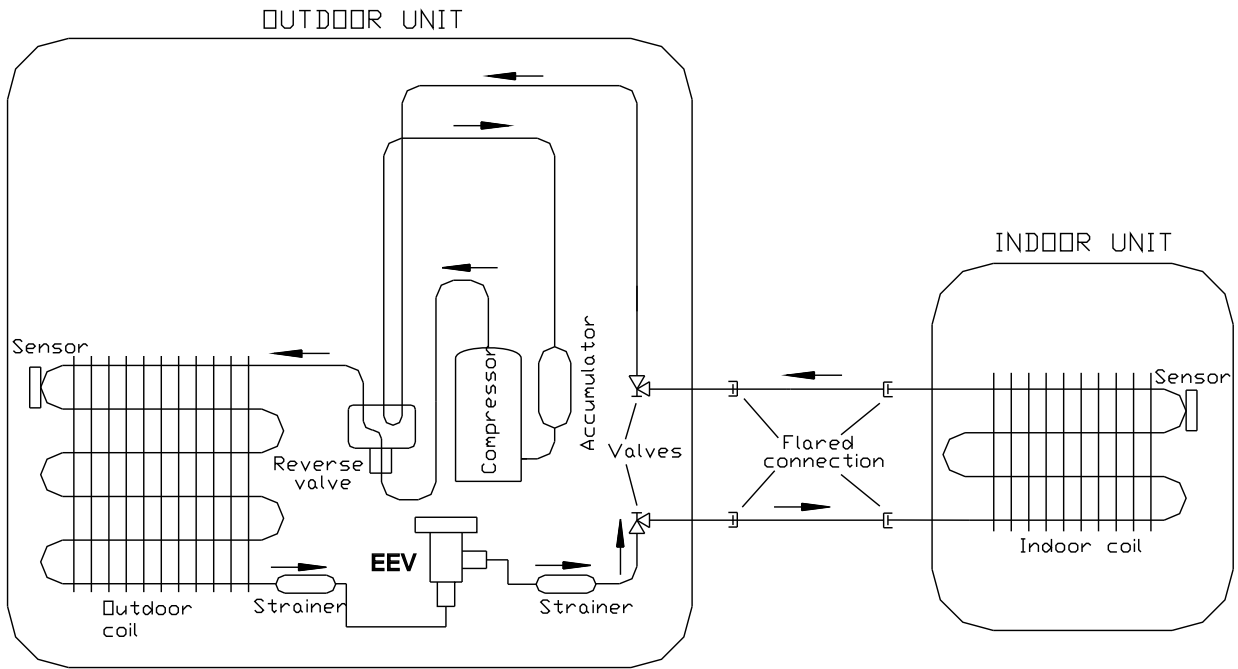 OUTDOOR UNIT
INDOOR UNIT
Sensor
Compressor
Accumulator
Sensor
Reverse
valve
Valves
Flared
connection
EEV
Indoor coil
Outdoor
coil
Strainer
Strainer